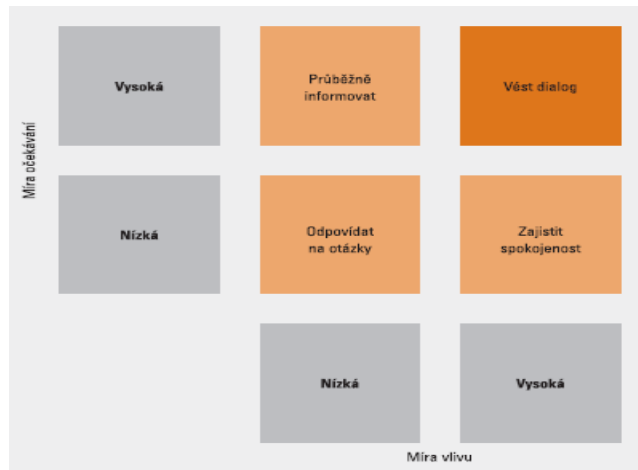 Míra očekávání
Vysoká
Průběžně
informovat
Vést dialog
Nízká
Odpovídat
na otázky
Zajistit
spokojenost
Nízká
Vysoká
Míra vlivu